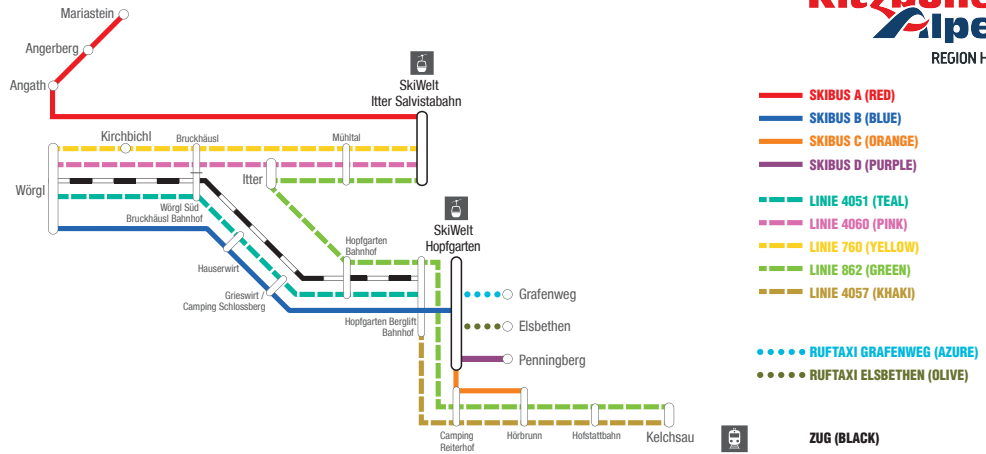 Kitzbühe
Alpe
REGION H
Mariastein
Angerberg
Angath
SkiWelt
Itter Salvistabahn
Kirchbichl
Bruckhäusl
Mühltal
Wörgl
Itter
Wörgl Süd
Bruckhäusl Bahnhof
SkiWelt
Hopfgarten
Hopfgarten
Bahnhof
Hauserwirt
Grieswirt /
Camping Schlossberg
Hopfgarten Berglift
Bahnhof
Grafenweg
Elsbethen
Penningberg
Camping
Reiterhof
Hörbrunn
Hofstattbahn
Kelchsau
SKIBUS A (RED)
SKIBUS B (BLUE)
SKIBUS C (ORANGE)
SKIBUS D (PURPLE)
LINIE 4051 (TEAL)
LINIE 4060 (PINK)
LINIE 760 (YELLOW)
LINIE 862 (GREEN)
LINIE 4057 (KHAKI)
RUFTAXI GRAFENWEG (AZURE)
RUFTAXI ELSBETHEN (OLIVE)
ZUG (BLACK)